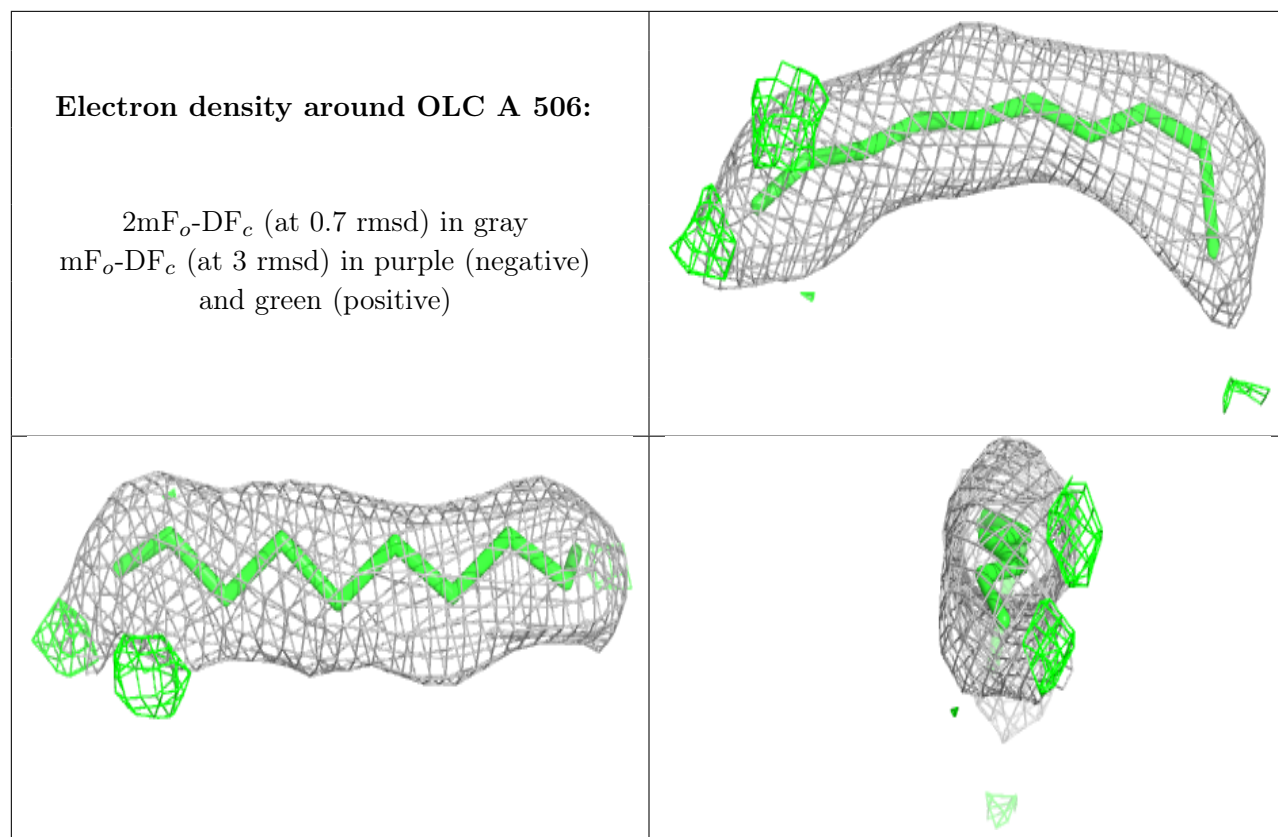 Electron density around OLC A 506:
2mFo-DFc (at 0.7 rmsd) in gray
mFo-DFc (at 3 rmsd) in purple (negative)
and green (positive)